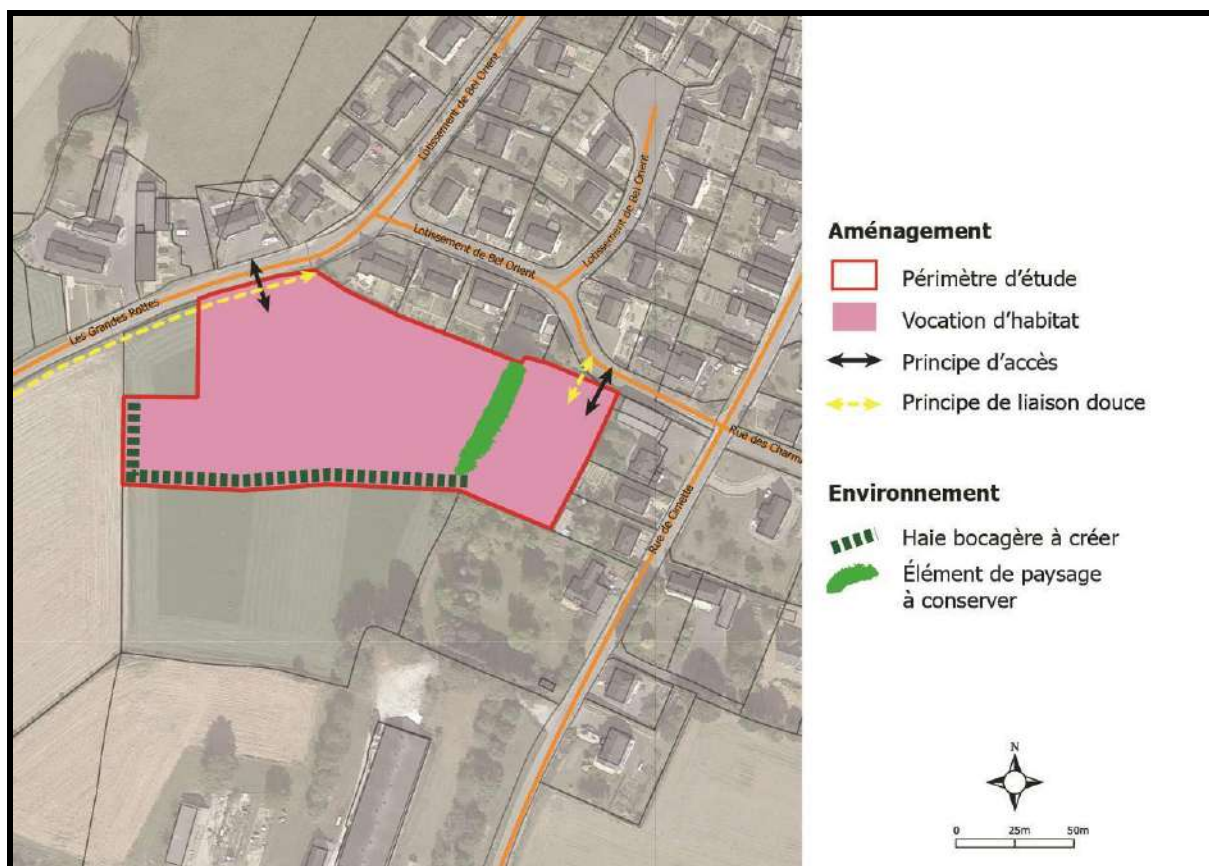 Lotissement de Bel Orient
Lotissement de Bel Orient
Lotissement de Bel Orient
Les Grandes Rottes
Rue des Charm
Rue de Cimette
Aménagement
Périmètre d'étude
Vocation d'habitat
Principe d'accès
Principe de liaison douce
Environnement
Haie bocagère à créer
Élément de paysage
à conserver
N
0 25m 50m